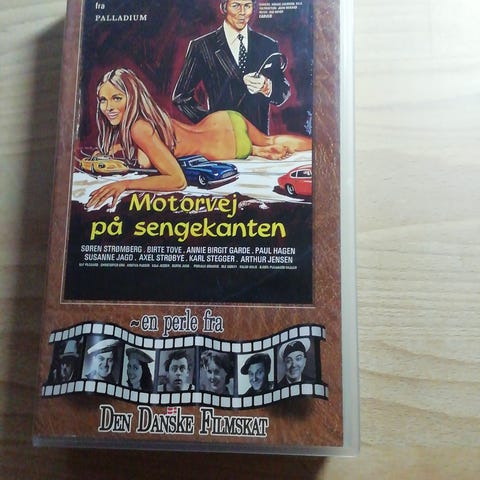 fra
PALLADIUM
FARVER
Motorvej
på sengekanten
SØREN STRØMBERG . BIRTE TOVE . ANNIE BIRGIT GARDE . PAUL HAGEN
SUSANNE JAGD . AXEL STRØBYE . KARL STEGGER . ARTHUR JENSEN
~en perle fra
DEN DANSKE FILMSKAT